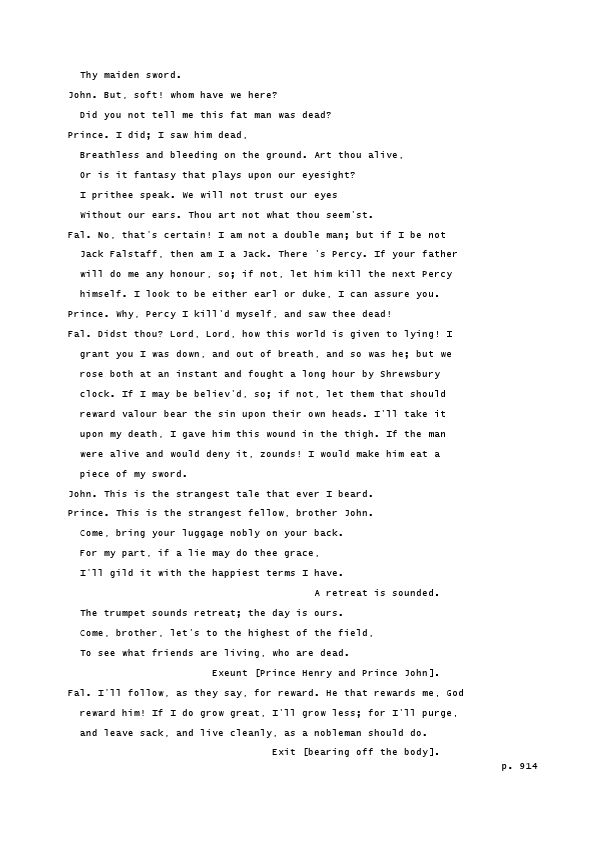 Thy maiden sword.
John. But, soft! whom have we here?
Did you not tell me this fat man was dead?
Prince. I did; I saw him dead,
Breathless and bleeding on the ground. Art thou alive,
Or is it fantasy that plays upon our eyesight?
I prithee speak. We will not trust our eyes
Without our ears. Thou art not what thou seem'st.
Fal. No, that's certain! I am not a double man; but if I be not
Jack Falstaff, then am I a Jack. There 's Percy. If your father
will do me any honour, so; if not, let him kill the next Percy
himself. I look to be either earl or duke, I can assure you.
Prince. Why, Percy I kill'd myself, and saw thee dead!
Fal. Didst thou? Lord, Lord, how this world is given to lying! I
grant you I was down, and out of breath, and so was he; but we
rose both at an instant and fought a long hour by Shrewsbury
clock. If I may be believ'd, so; if not, let them that should
reward valour bear the sin upon their own heads. I'll take it
upon my death, I gave him this wound in the thigh. If the man
were alive and would deny it, zounds! I would make him eat a
piece of my sword.
John. This is the strangest tale that ever I beard.
Prince. This is the strangest fellow, brother John.
Come, bring your luggage nobly on your back.
For my part, if a lie may do thee grace,
I'll gild it with the happiest terms I have.
A retreat is sounded.
The trumpet sounds retreat; the day is ours.
Come, brother, let's to the highest of the field,
To see what friends are living, who are dead.
Exeunt [Prince Henry and Prince John].
Fal. I'll follow, as they say, for reward. He that rewards me, God
reward him! If I do grow great, I'll grow less; for I'll purge,
and leave sack, and live cleanly, as a nobleman should do.
Exit [bearing off the body].
p. 914